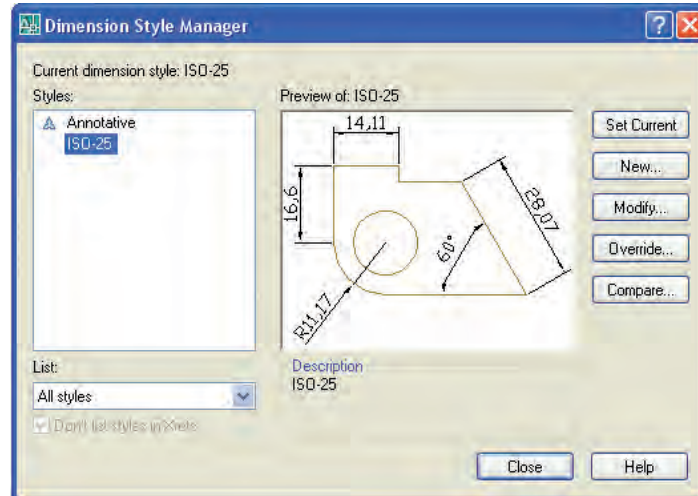 Dimension Style Manager
Current dimension style: ISO-25
Styles:
Annotative
ISO-25
Preview of: ISO-25
14,11
16,6
28,07
60°
R11,17
Set Current
New...
Modify...
Override...
Compare...
List:
All styles
Don't list styles in Xrefs
Description
ISO-25
Close
Help